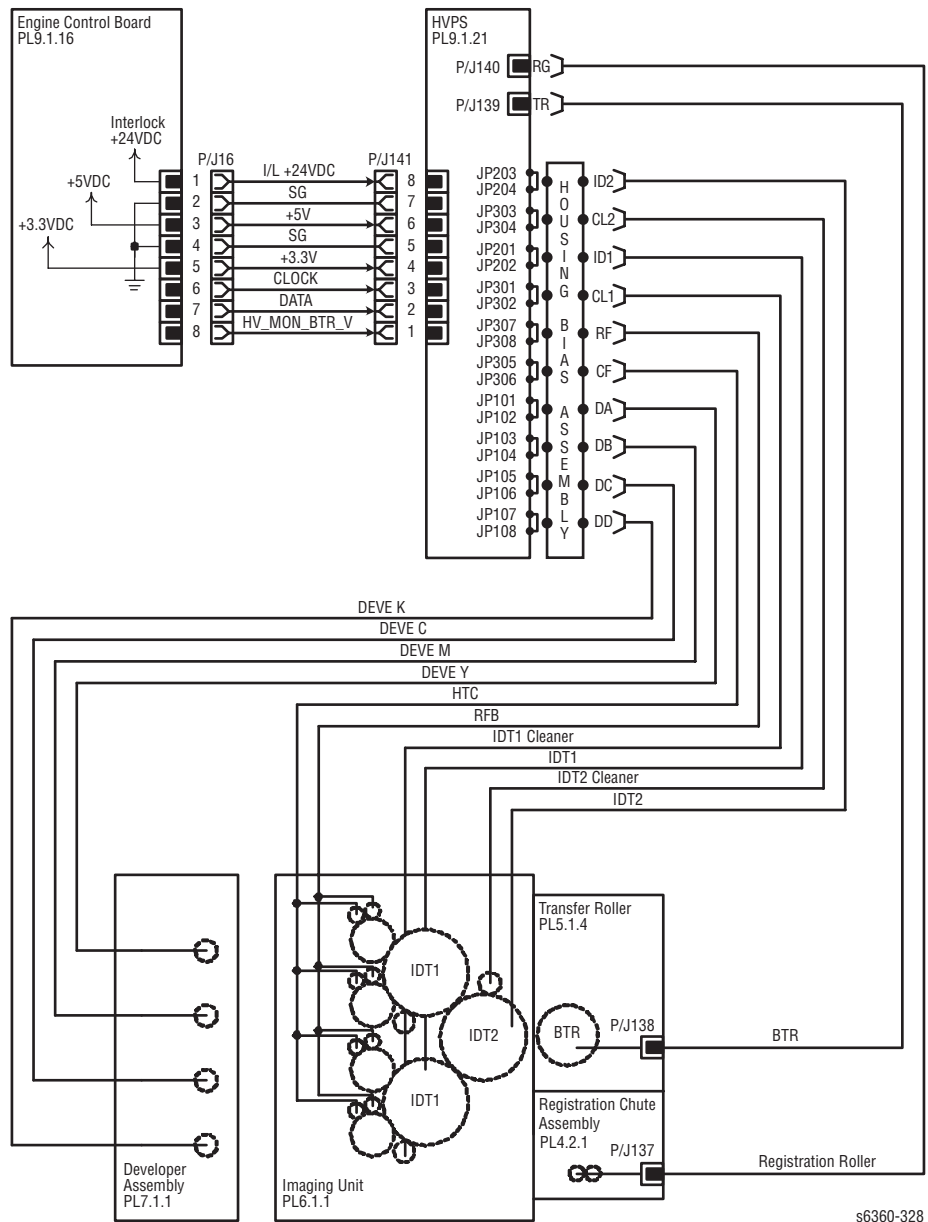 Engine Control Board
PL9.1.16
HVPS
PL9.1.21
P/J140
RG
P/J139
TR
Interlock
+24VDC
+5VDC
+3.3VDC
P/J16
P/J141
1 I/L +24VDC 8
2 SG 7
3 +5V 6
4 SG 5
5 +3.3V 4
6 CLOCK 3
7 DATA 2
8 HV_MON_BTR_V 1
JP203
JP204
ID2
JP303
JP304
CL2
JP201
JP202
ID1
JP301
JP302
CL1
JP307
JP308
RF
JP305
JP306
CF
JP101
JP102
DA
JP103
JP104
DB
JP105
JP106
DC
JP107
JP108
DD
HOUSING BIAS ASSEMBLY
DEVE K
DEVE C
DEVE M
DEVE Y
HTC
RFB
IDT1 Cleaner
IDT1
IDT2 Cleaner
IDT2
Transfer Roller
PL5.1.4
IDT1
IDT2
BTR
P/J138
BTR
IDT1
Registration Chute
Assembly
PL4.2.1
P/J137
Registration Roller
Developer
Assembly
PL7.1.1
Imaging Unit
PL6.1.1
s6360-328